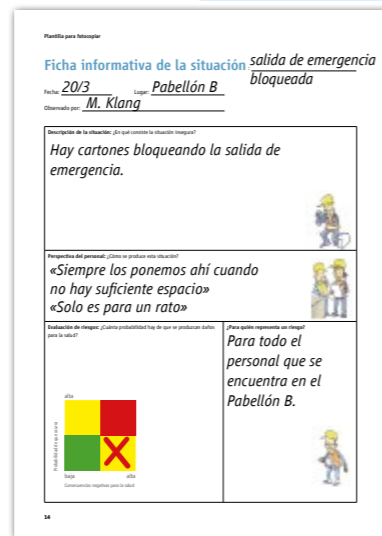 Plantilla para fotocopiar
Ficha informativa de la situación salida de emergencia
bloqueada
Fecha: 20/3 Lugar: Pabellón B
Observado por: M. Klang
Descripción de la situación: ¿En qué consiste la situación insegura?
Hay cartones bloqueando la salida de
emergencia.
Perspectiva del personal: ¿Cómo se produce esta situación?
«Siempre los ponemos ahí cuando
no hay suficiente espacio»
«Solo es para un rato»
Evaluación de riesgos: ¿Cuánta probabilidad hay de que se produzcan daños
para la salud?
alta
Probabilidad de que ocurra
baja alta
Consecuencias negativas para la salud
¿Para quién representa un riesgo?
Para todo el
personal que se
encuentra en el
Pabellón B.
14